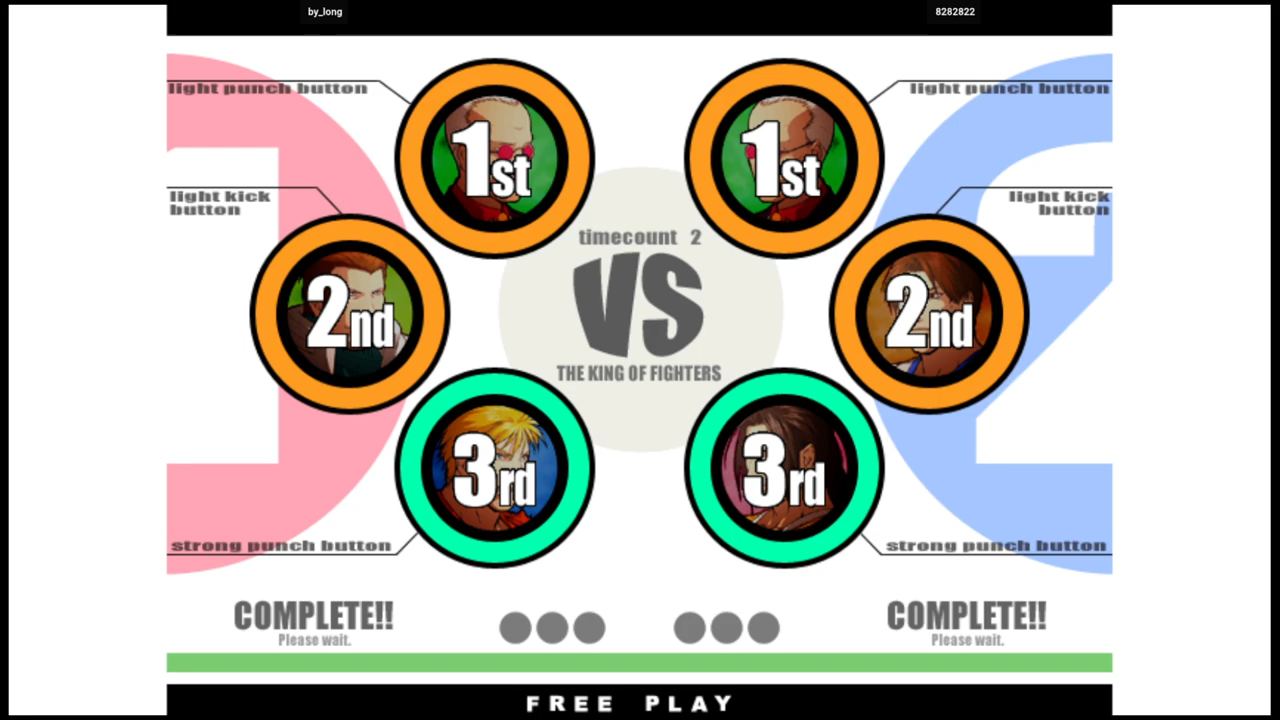 by_long
8282822
light punch button
light punch button
1st
1st
light kick
button
light kick
button
timecount 2
2nd
VS
2nd
THE KING OF FIGHTERS
3rd
3rd
strong punch button
strong punch button
COMPLETE!!
Please wait.
COMPLETE!!
Please wait.
FREE PLAY